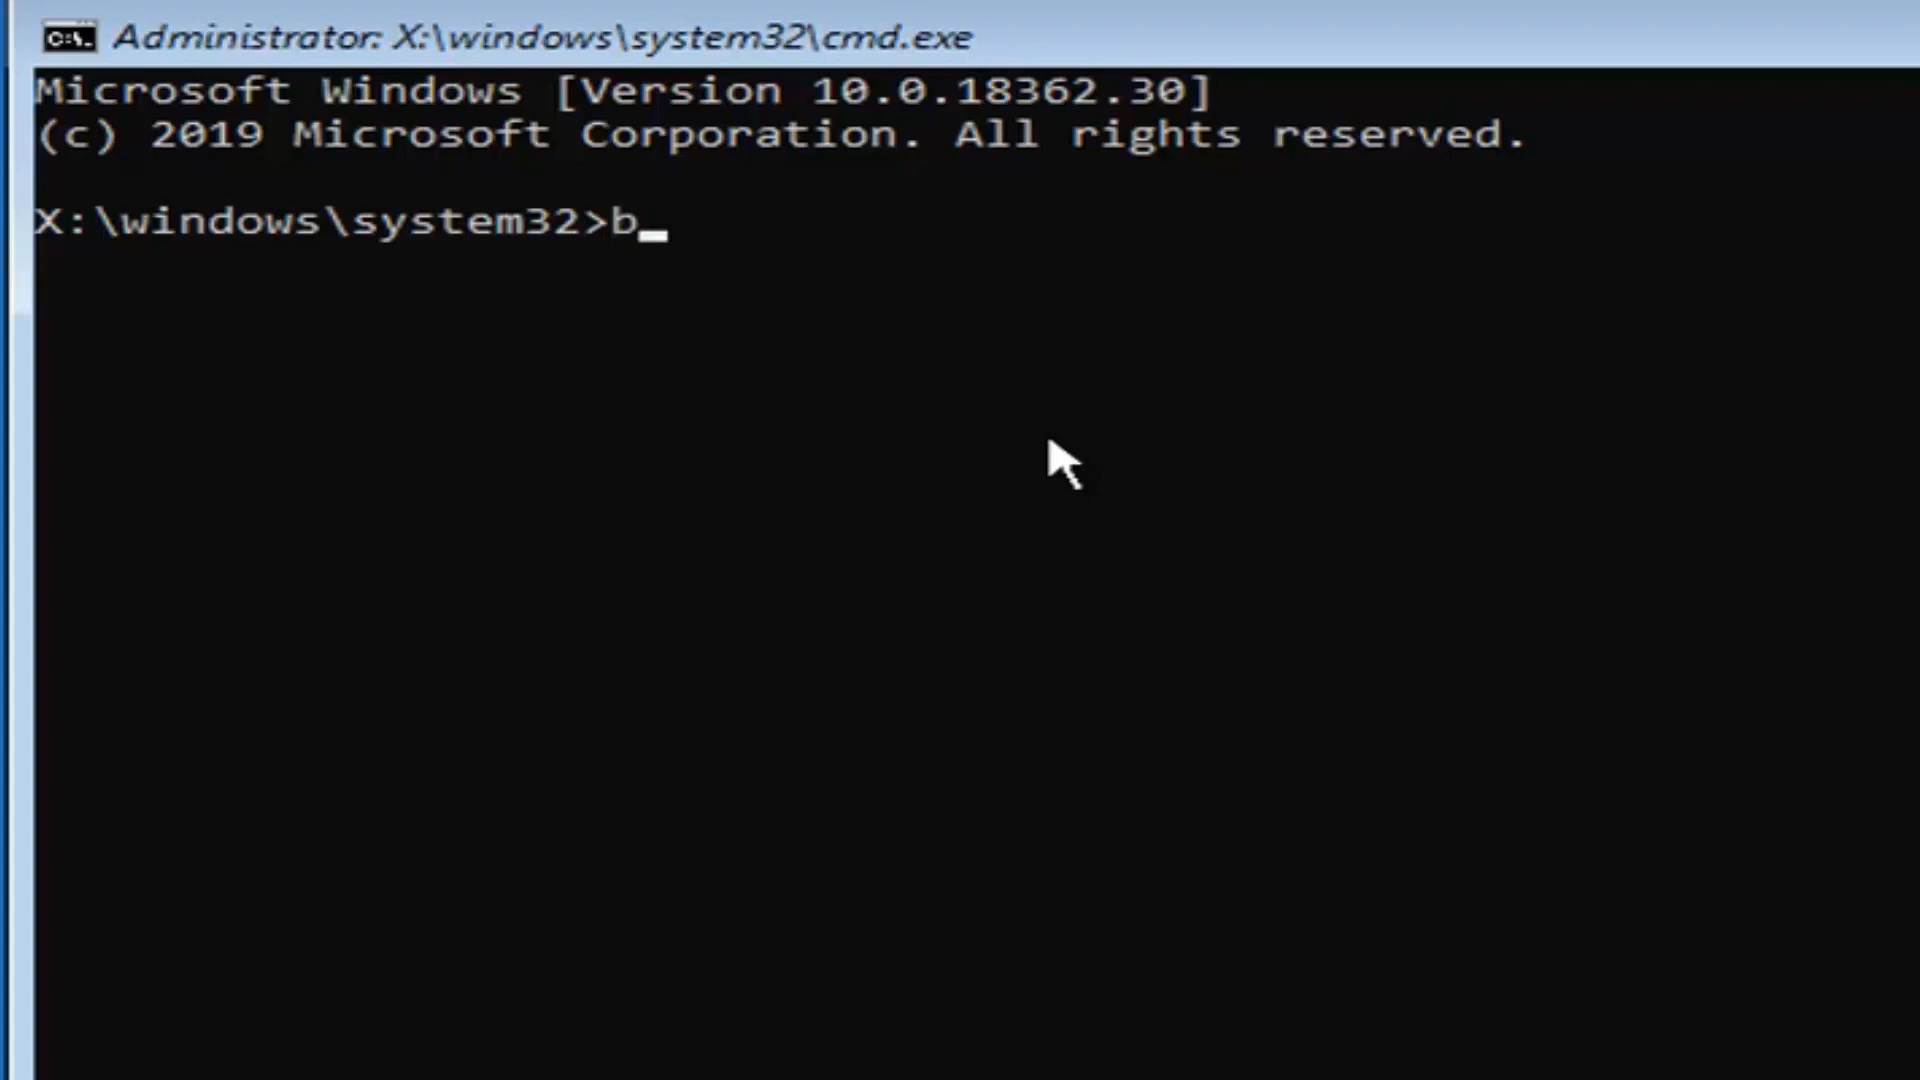 Administrator: X:\windows\system32\cmd.exe
Microsoft Windows [Version 10.0.18362.30]
(c) 2019 Microsoft Corporation. All rights reserved.
X:\windows\system32>b_